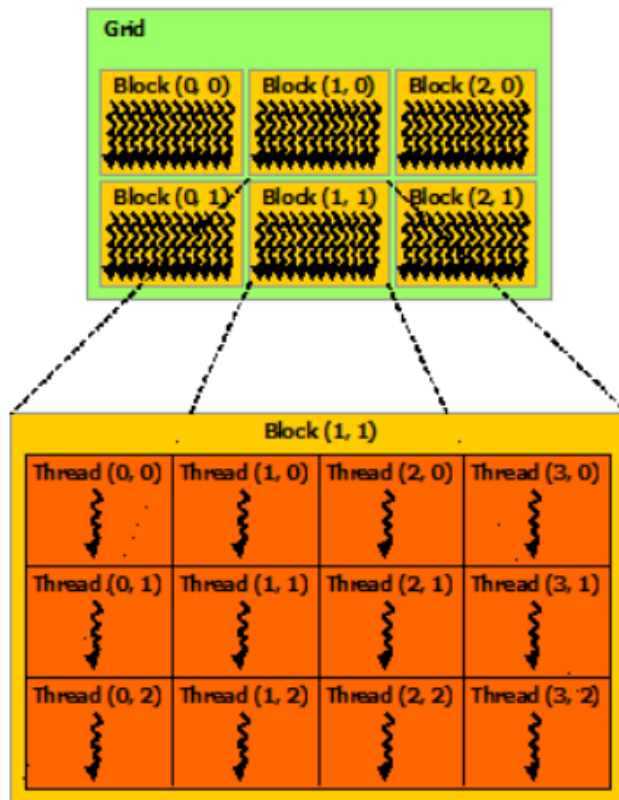 Grid
Block (0, 0) Block (1, 0) Block (2, 0)
Block (0, 1) Block (1, 1) Block (2, 1)
Block (1, 1)
Thread (0, 0) Thread (1, 0) Thread (2, 0) Thread (3, 0)
Thread (0, 1) Thread (1, 1) Thread (2, 1) Thread (3, 1)
Thread (0, 2) Thread (1, 2) Thread (2, 2) Thread (3, 2)